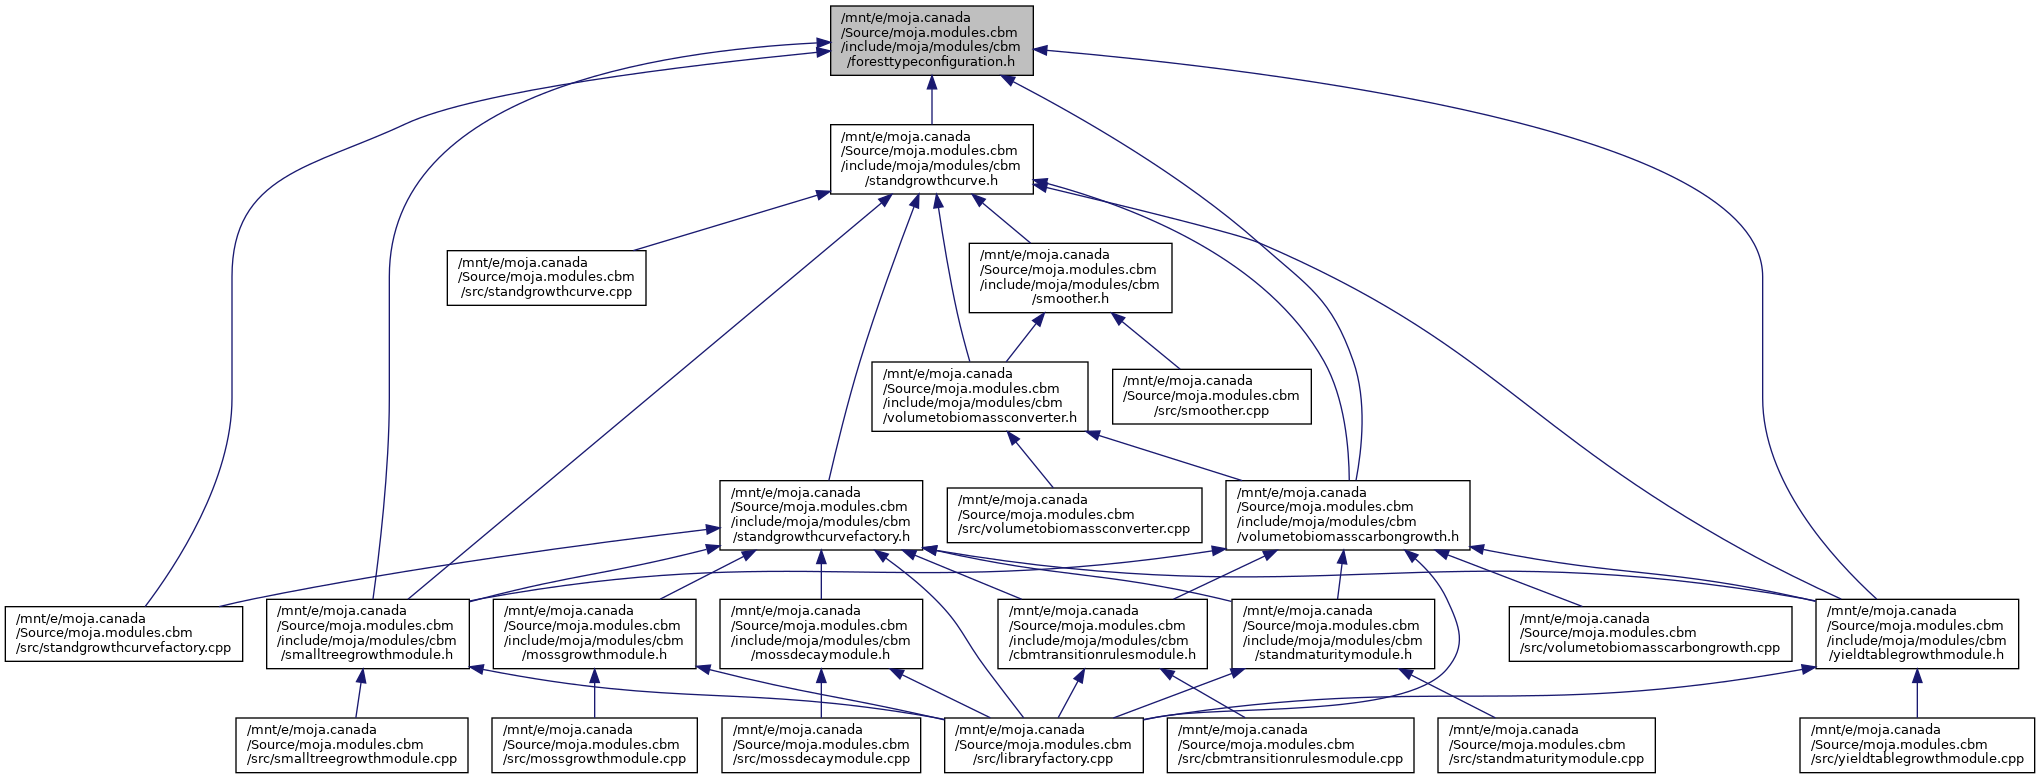 /mnt/e/moja.canada
/Source/moja.modules.cbm
/include/moja/modules/cbm
/foresttypeconfiguration.h
/mnt/e/moja.canada
/Source/moja.modules.cbm
/include/moja/modules/cbm
/standgrowthcurve.h
/mnt/e/moja.canada
/Source/moja.modules.cbm
/src/standgrowthcurve.cpp
/mnt/e/moja.canada
/Source/moja.modules.cbm
/include/moja/modules/cbm
/smoother.h
/mnt/e/moja.canada
/Source/moja.modules.cbm
/include/moja/modules/cbm
/volumetobiomassconverter.h
/mnt/e/moja.canada
/Source/moja.modules.cbm
/src/smoother.cpp
/mnt/e/moja.canada
/Source/moja.modules.cbm
/include/moja/modules/cbm
/standgrowthcurvefactory.h
/mnt/e/moja.canada
/Source/moja.modules.cbm
/src/volumetobiomassconverter.cpp
/mnt/e/moja.canada
/Source/moja.modules.cbm
/include/moja/modules/cbm
/volumetobiomasscarbongrowth.h
/mnt/e/moja.canada
/Source/moja.modules.cbm
/src/standgrowthcurvefactory.cpp
/mnt/e/moja.canada
/Source/moja.modules.cbm
/include/moja/modules/cbm
/smalltreegrowthmodule.h
/mnt/e/moja.canada
/Source/moja.modules.cbm
/include/moja/modules/cbm
/mossgrowthmodule.h
/mnt/e/moja.canada
/Source/moja.modules.cbm
/include/moja/modules/cbm
/mossdecaymodule.h
/mnt/e/moja.canada
/Source/moja.modules.cbm
/include/moja/modules/cbm
/cbmtransitionrulesmodule.h
/mnt/e/moja.canada
/Source/moja.modules.cbm
/include/moja/modules/cbm
/standmaturitymodule.h
/mnt/e/moja.canada
/Source/moja.modules.cbm
/src/volumetobiomasscarbongrowth.cpp
/mnt/e/moja.canada
/Source/moja.modules.cbm
/include/moja/modules/cbm
/yieldtablegrowthmodule.h
/mnt/e/moja.canada
/Source/moja.modules.cbm
/src/smalltreegrowthmodule.cpp
/mnt/e/moja.canada
/Source/moja.modules.cbm
/src/mossgrowthmodule.cpp
/mnt/e/moja.canada
/Source/moja.modules.cbm
/src/mossdecaymodule.cpp
/mnt/e/moja.canada
/Source/moja.modules.cbm
/src/libraryfactory.cpp
/mnt/e/moja.canada
/Source/moja.modules.cbm
/src/cbmtransitionrulesmodule.cpp
/mnt/e/moja.canada
/Source/moja.modules.cbm
/src/standmaturitymodule.cpp
/mnt/e/moja.canada
/Source/moja.modules.cbm
/src/yieldtablegrowthmodule.cpp